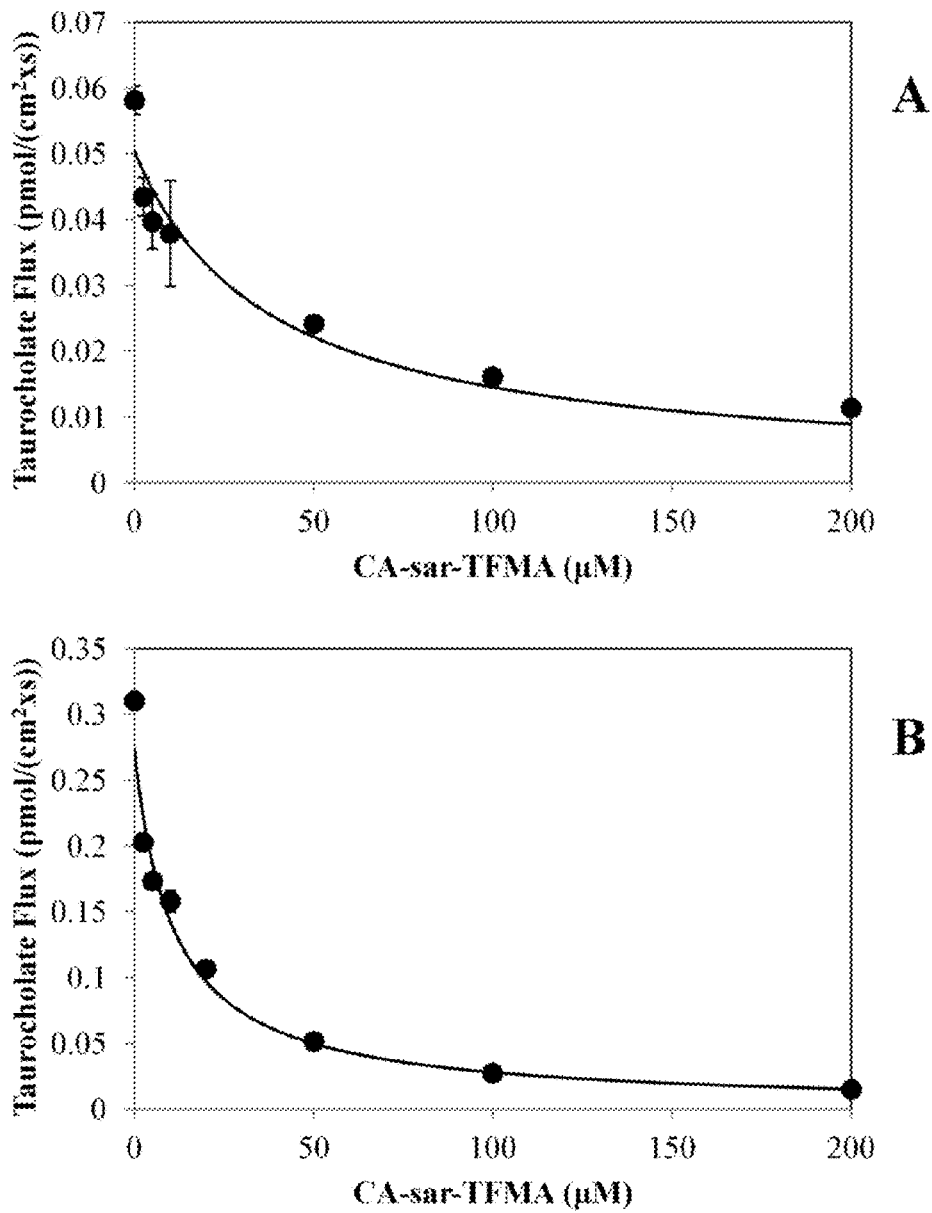 A
Taurocholate Flux (pmol/(cm²xs))
0.07
0.06
0.05
0.04
0.03
0.02
0.01
0
0 50 100 150 200
CA-sar-TFMA (μM)
B
Taurocholate Flux (pmol/(cm²xs))
0.35
0.3
0.25
0.2
0.15
0.1
0.05
0
0 50 100 150 200
CA-sar-TFMA (μM)